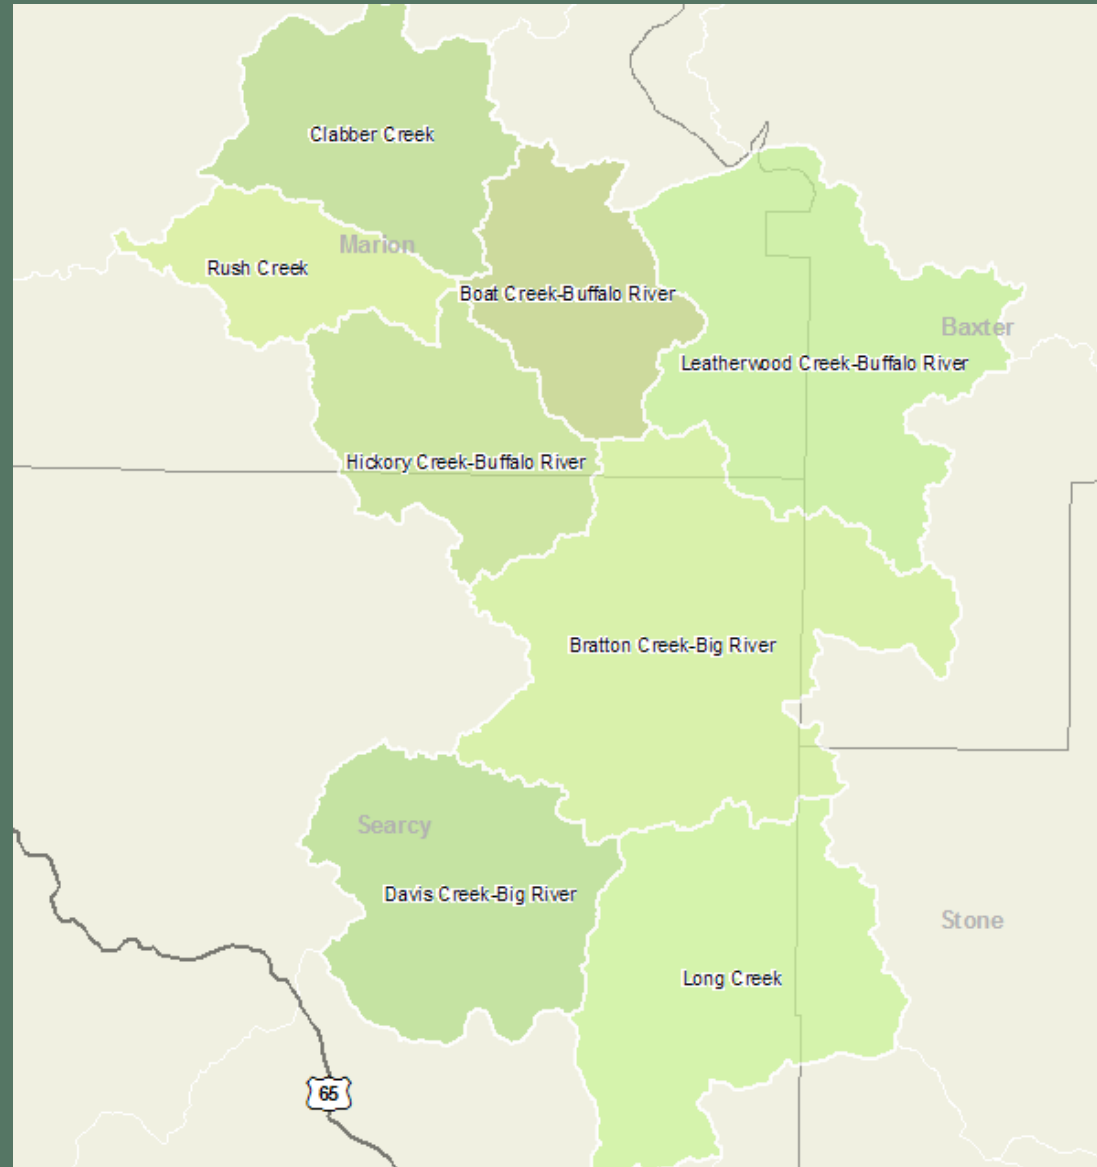 Clabber Creek
Marion
Rush Creek
Boat Creek-Buffalo River
Baxter
Leatherwood Creek-Buffalo River
Hickory Creek-Buffalo River
Bratton Creek-Big River
Searcy
Davis Creek-Big River
Stone
Long Creek
65